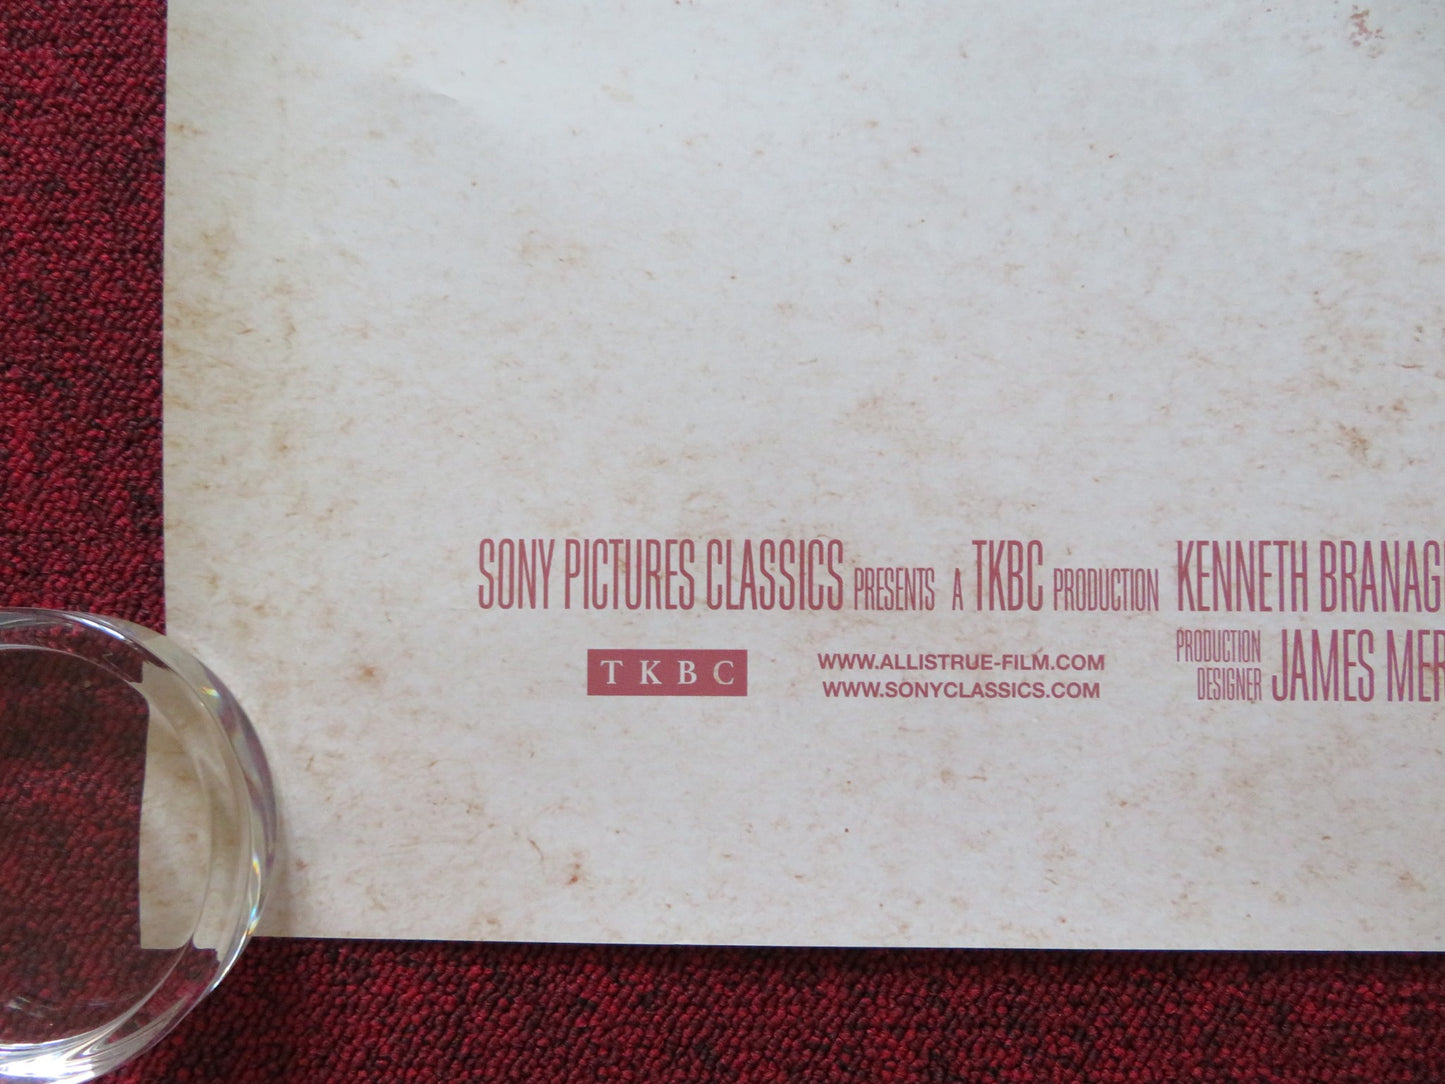 SONY PICTURES CLASSICS PRESENTS A TKBC PRODUCTION KENNETH BRANAGH
TKBC
WWW.ALLISTRUE-FILM.COM
WWW.SONYCLASSICS.COM
PRODUCTION
DESIGNER JAMES MER